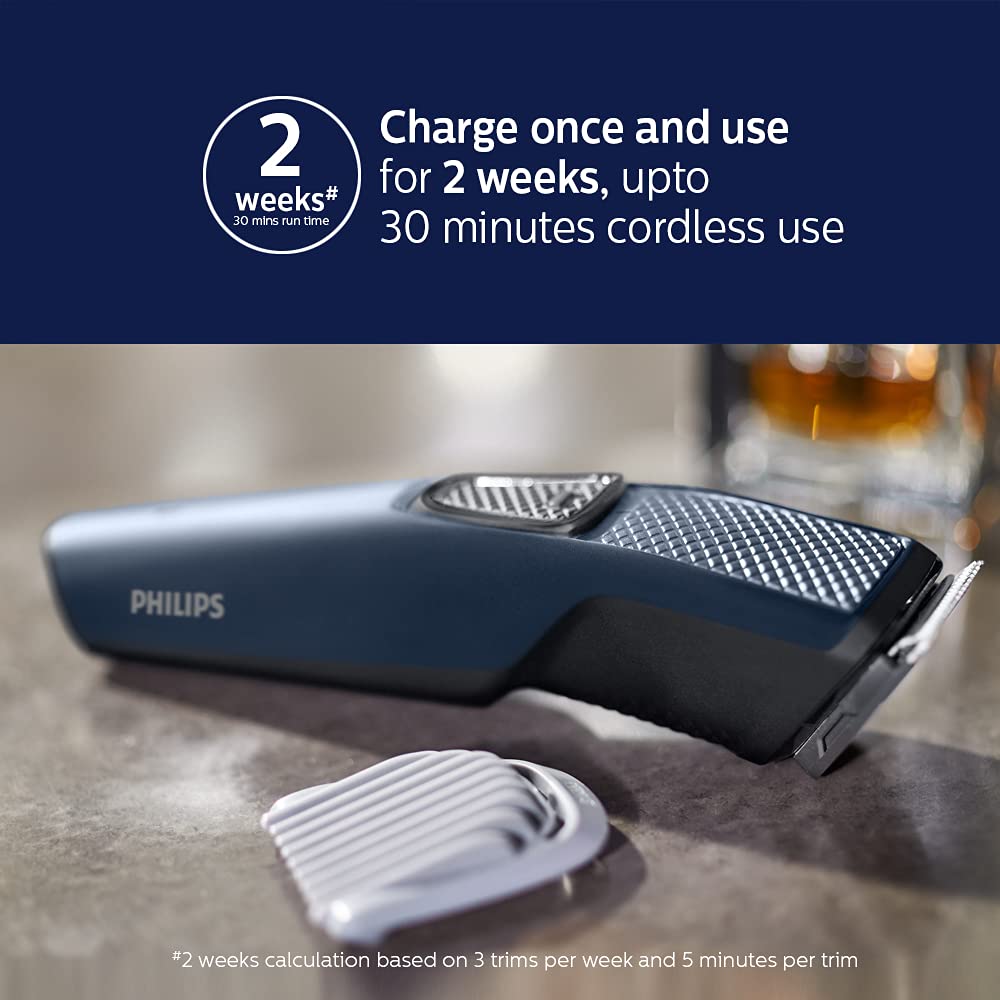 2
weeks#
30 mins run time
Charge once and use
for 2 weeks, upto
30 minutes cordless use
PHILIPS
#2 weeks calculation based on 3 trims per week and 5 minutes per trim